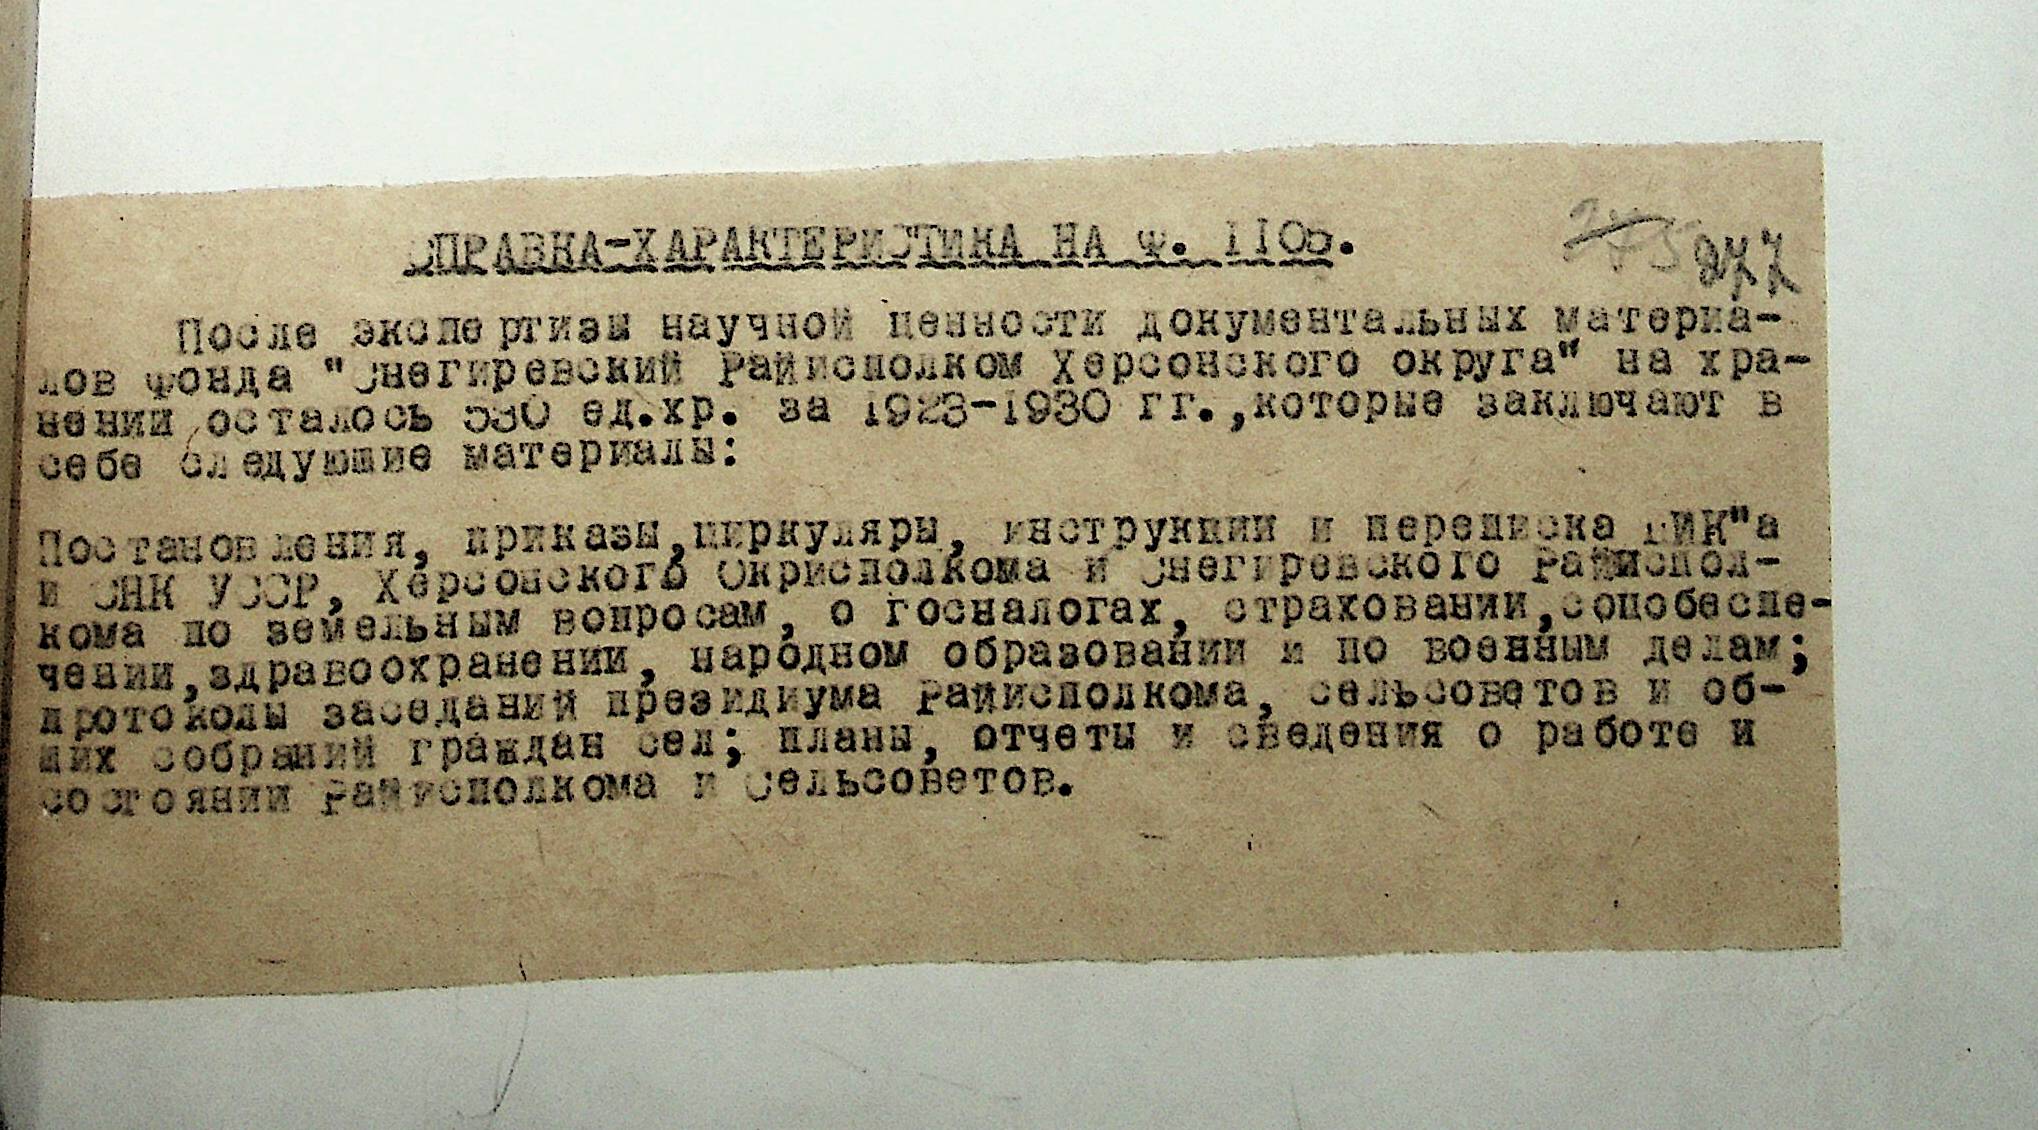 СПРАВКА-ХАРАКТЕРИСТИКА НА Ф. 1105.
277
После экспертизы научной ценности документальных материа-
лов фонда "Снегиревский Райисполком Херсонского округа" на хра-
нении осталось 530 ед.хр. за 1923-1930 гг.,которые заключают в
себе следующие материалы:
Постановления, приказы,циркуляры, инструкции и переписка ВИК"а
и СНК УССР, Херсонского Окрисполкома и Снегиревского Райиспол-
кома по земельным вопросам, о госналогах, страховании,соцобеспе-
чении,здравоохранении, народном образовании и по военным делам;
протоколы заседаний президиума Райисполкома, сельсоветов и об-
щих собраний граждан сел; планы, отчеты и сведения о работе и
состоянии Райисполкома и Сельсоветов.